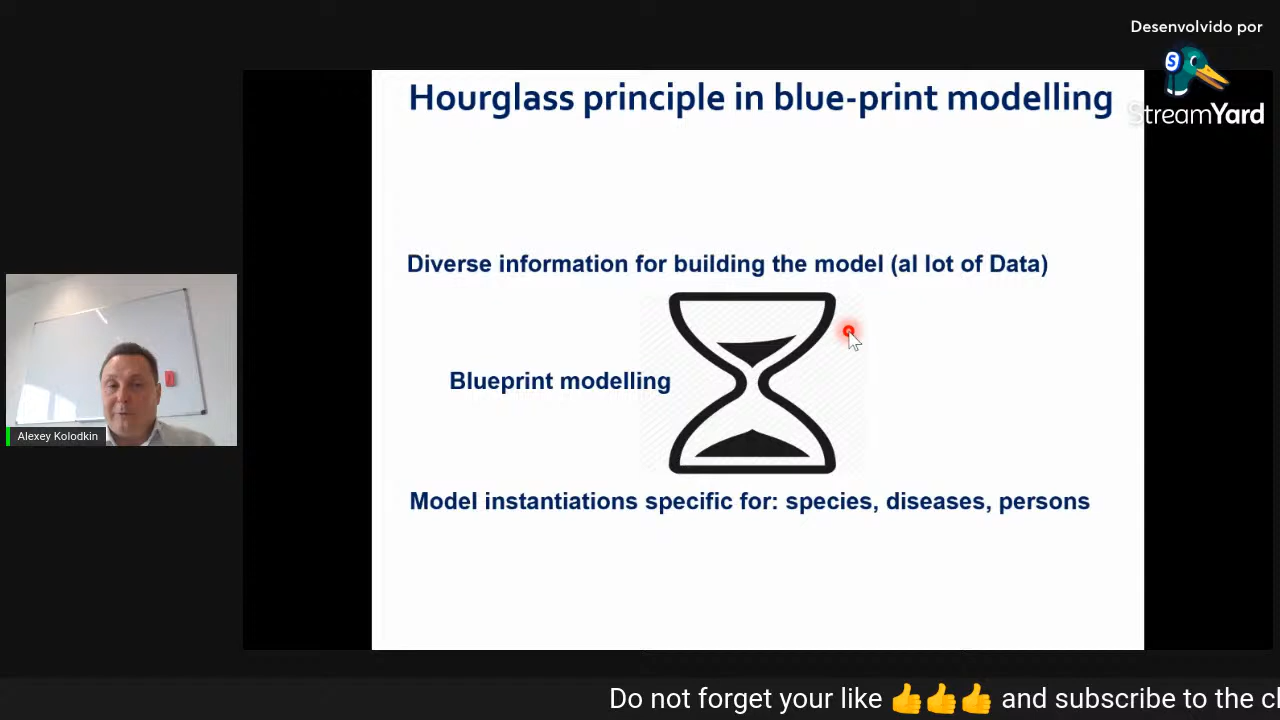 Desenvolvido por
StreamYard
Hourglass principle in blue-print modelling
Diverse information for building the model (al lot of Data)
Blueprint modelling
Model instantiations specific for: species, diseases, persons
Alexey Kolodkin
Do not forget your like 👍👍👍 and subscribe to the